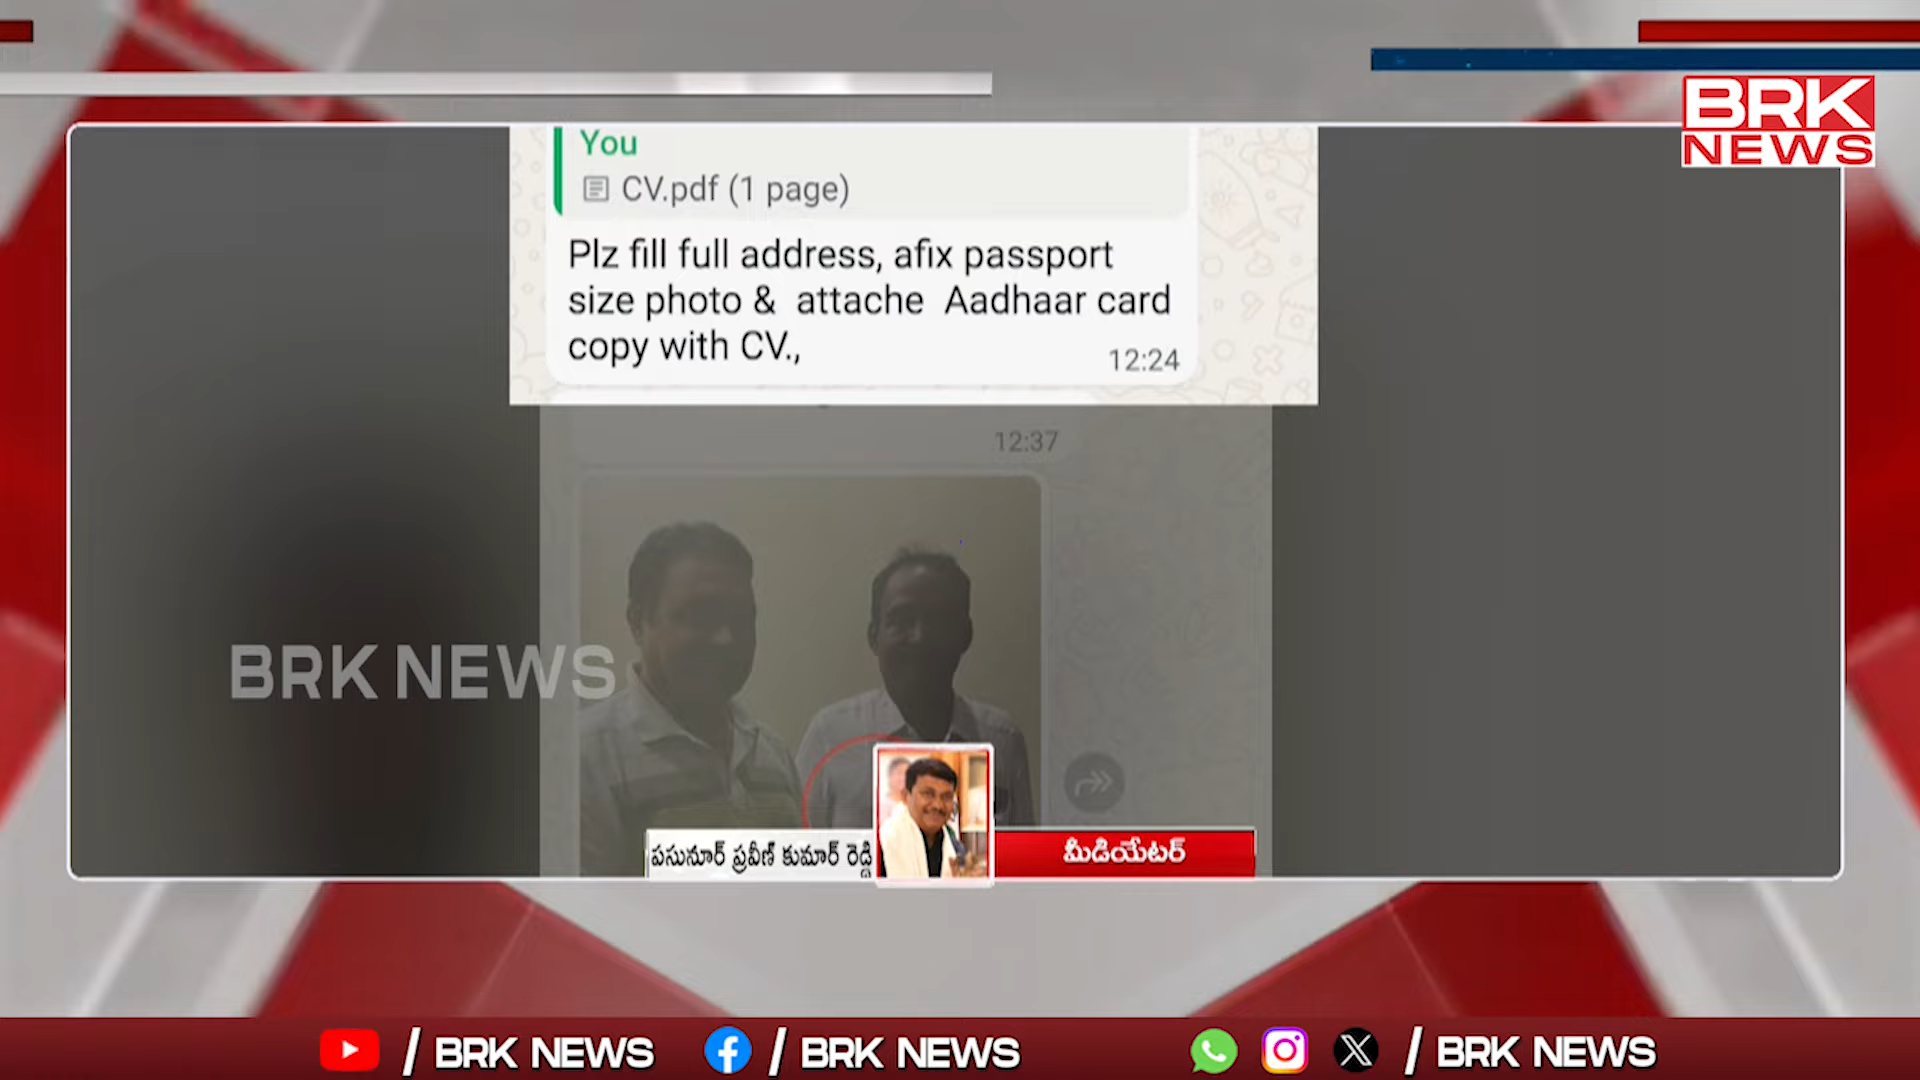 BRK
NEWS
You
CV.pdf (1 page)
Plz fill full address, afix passport
size photo & attache Aadhaar card
copy with CV.,
12:24
12:37
BRK NEWS
పసునూర్ ప్రవీణ్ కుమార్ రెడ్డి
మీడియేటర్
/ BRK NEWS
/ BRK NEWS
/ BRK NEWS